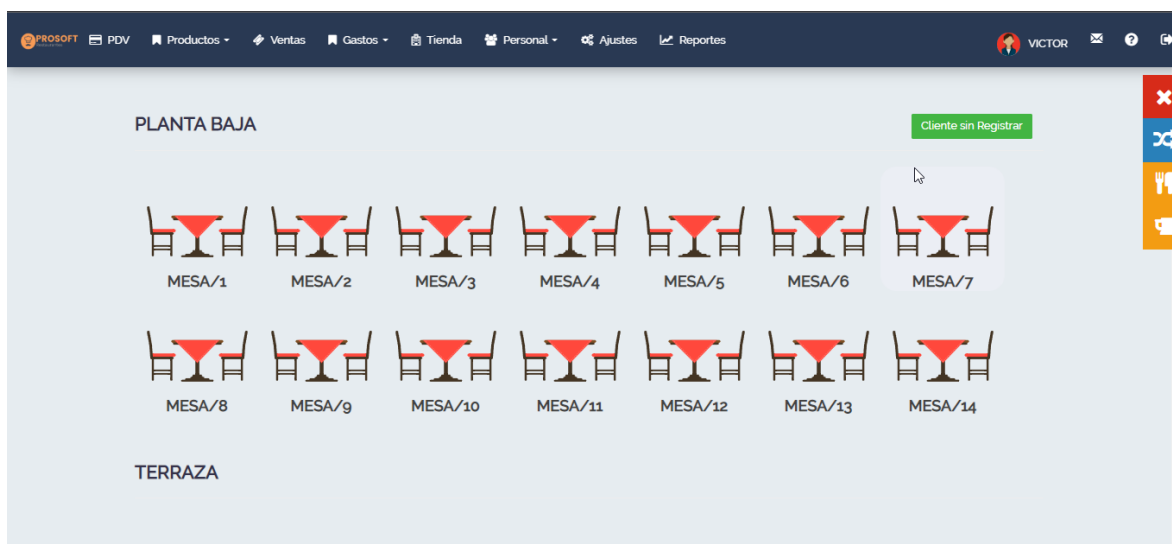 PROSOFT PDV Productos Ventas Gastos Tienda Personal Ajustes Reportes VICTOR
PLANTA BAJA
Cliente sin Registrar
MESA/1 MESA/2 MESA/3 MESA/4 MESA/5 MESA/6 MESA/7
MESA/8 MESA/9 MESA/10 MESA/11 MESA/12 MESA/13 MESA/14
TERRAZA